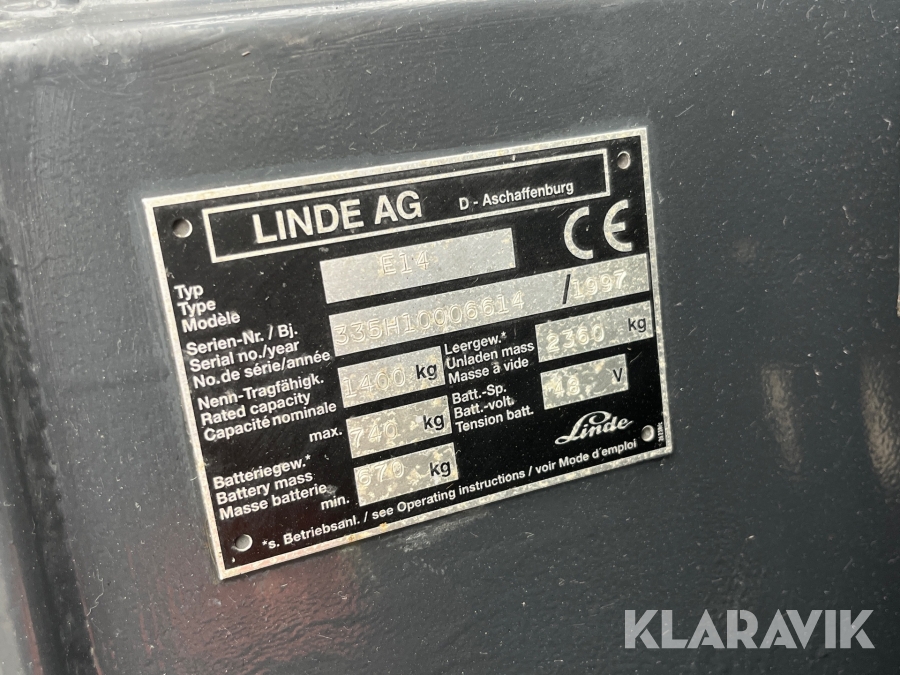 LINDE AG D - Aschaffenburg
CE
Typ
Type
Modèle
E14
Serien-Nr. / Bj.
Serial no./year
No. de série/année
335H10006614 /1997
Nenn-Tragfähigk.
Rated capacity
Capacité nominale
1400 kg
Leergew.*
Unladen mass
Masse à vide
2360 kg
Batteriegew.*
Battery mass
Masse batterie
max. 740 kg
min. 670 kg
Batt.-Sp.
Batt.-volt.
Tension batt.
48 V
Linde
*s. Betriebsanl. / see Operating instructions / voir Mode d'emploi
KLARAVIK